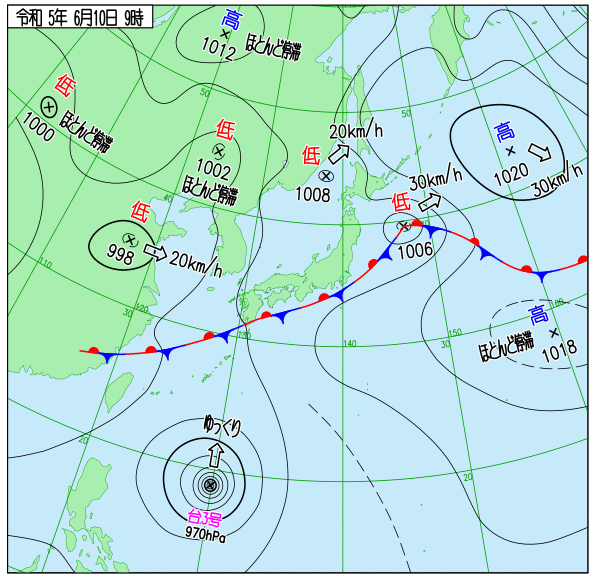 令和 5年 6月10日 9時
高
1012
ほとんど停滞
低
1000
ほとんど停滞
50
50
低
1002
ほとんど停滞
低
20km/h
1008
高
1020
30km/h
低
30km/h
1006
40
40
低
998
20km/h
110
120
30
130
140
150
30
160
高
1018
ほとんど停滞
20
20
ゆっくり
台3号
970hPa